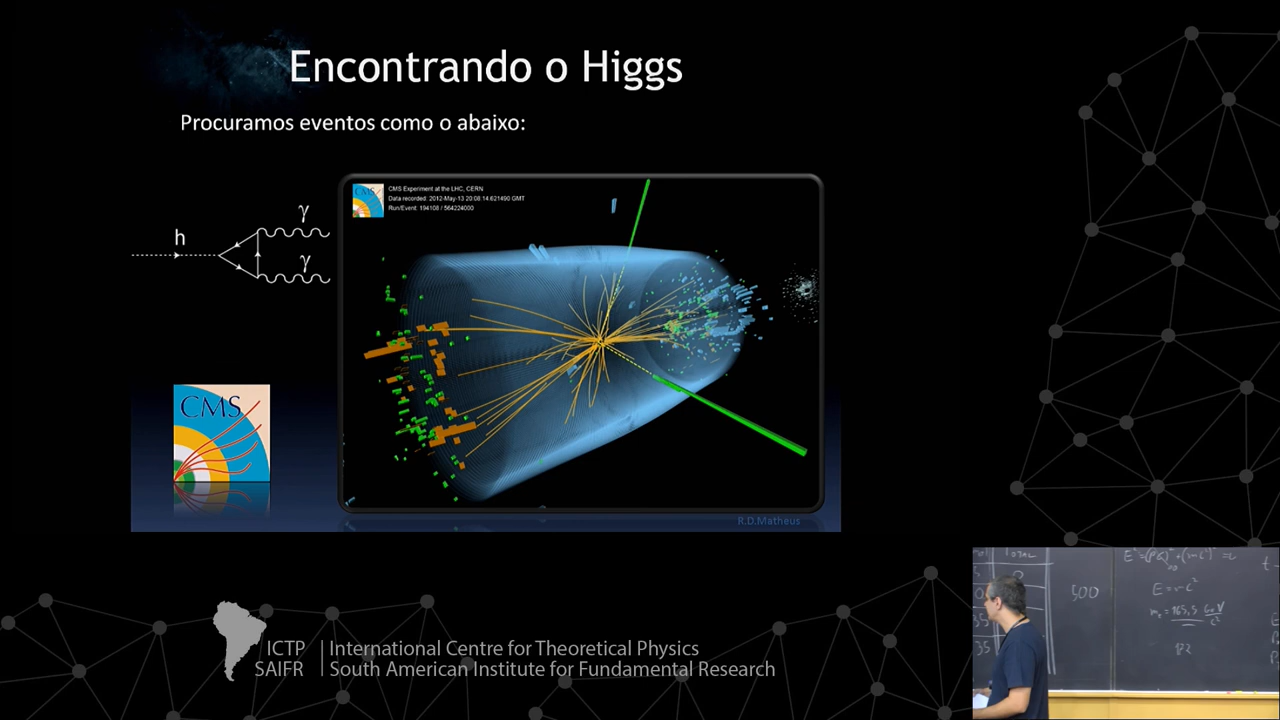 Encontrando o Higgs
Procuramos eventos como o abaixo:
CMS Experiment at the LHC, CERN
Data recorded: 2012-May-13 20:08:14.621490 GMT
Run/Event: 194108 / 564224000
h
γ
γ
CMS
R.D.Matheus
500
E=mc²
ICTP
SAIFR
International Centre for Theoretical Physics
South American Institute for Fundamental Research